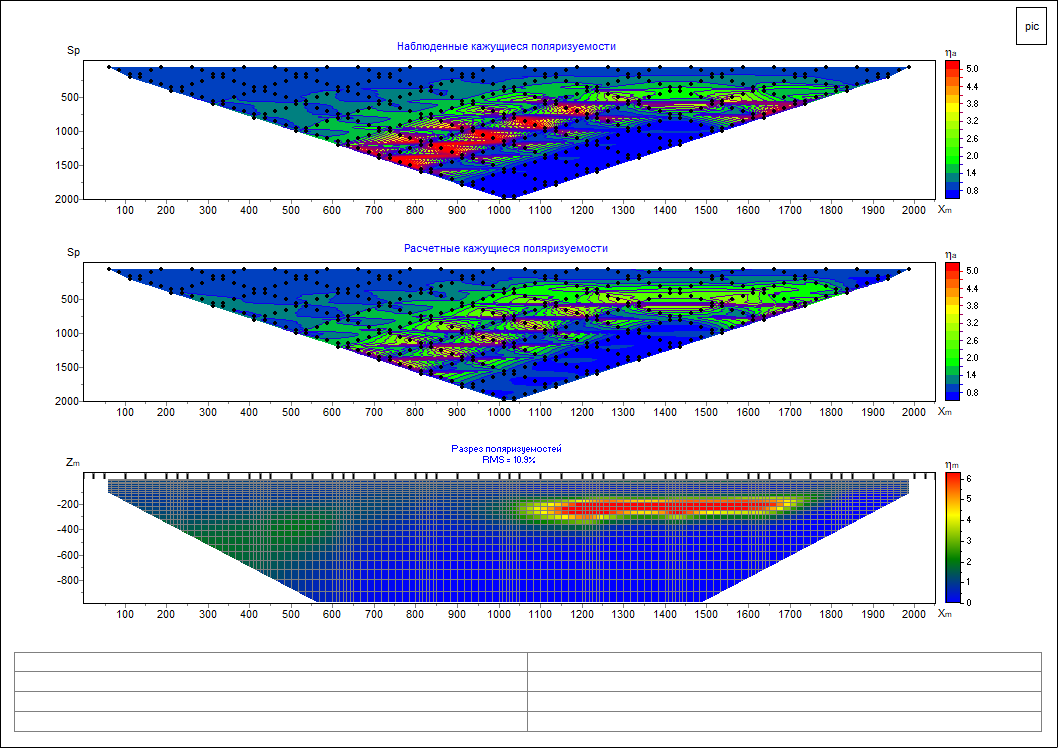 pic
Наблюденные кажущиеся поляризуемости
Sp
ηa
500
1000
1500
2000
5.0
4.4
3.8
3.2
2.6
2.0
1.4
0.8
100 200 300 400 500 600 700 800 900 1000 1100 1200 1300 1400 1500 1600 1700 1800 1900 2000 Xm
Расчетные кажущиеся поляризуемости
Sp
ηa
500
1000
1500
2000
5.0
4.4
3.8
3.2
2.6
2.0
1.4
0.8
100 200 300 400 500 600 700 800 900 1000 1100 1200 1300 1400 1500 1600 1700 1800 1900 2000 Xm
Разрез поляризуемостей
RMS = 10.9%
Zm
ηm
-200
-400
-600
-800
6
5
4
3
2
1
0
100 200 300 400 500 600 700 800 900 1000 1100 1200 1300 1400 1500 1600 1700 1800 1900 2000 Xm